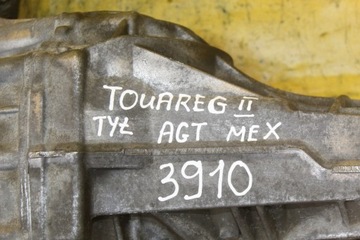 TOUAREG II
TYŁ AGT MEX
3910